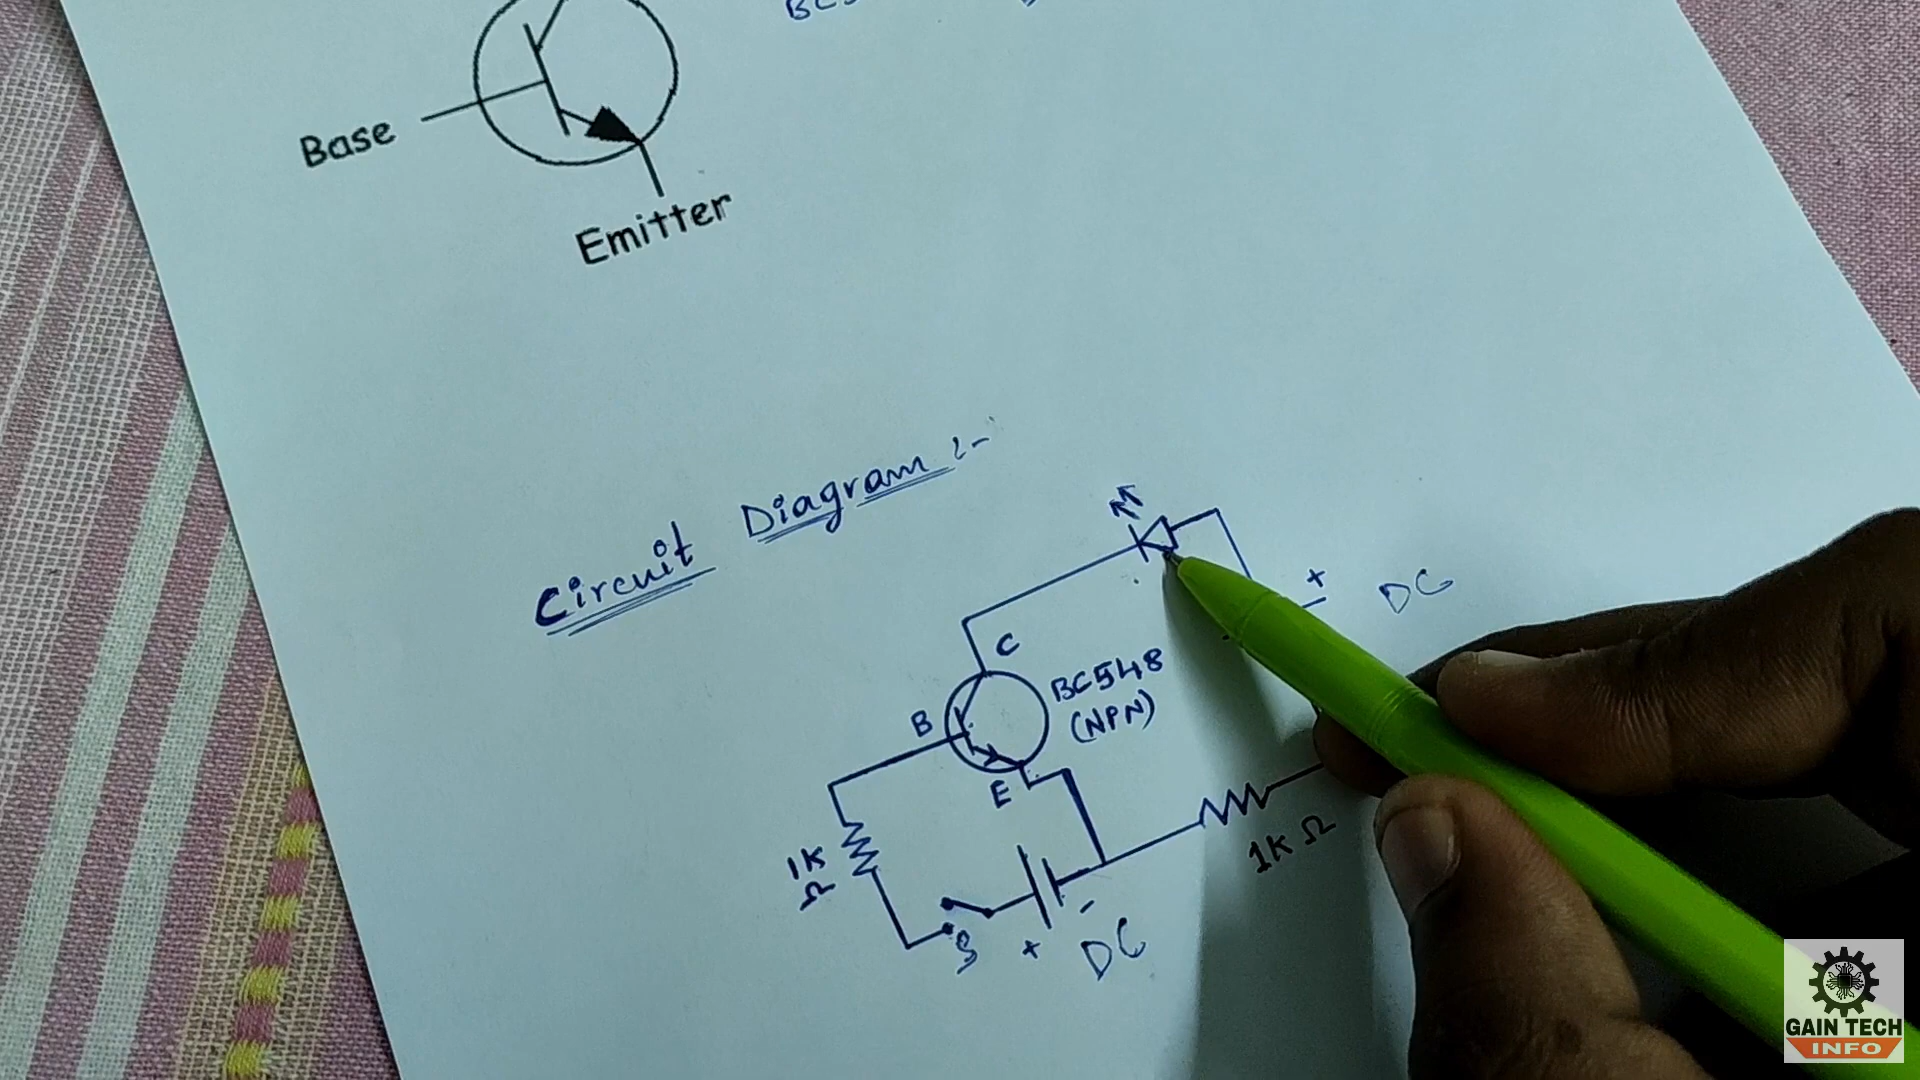 Base
Emitter
Circuit Diagram :-
C
B
BC548
(NPN)
E
+
DC
1K
Ω
1K Ω
S
+
-
DC
GAIN TECH
INFO